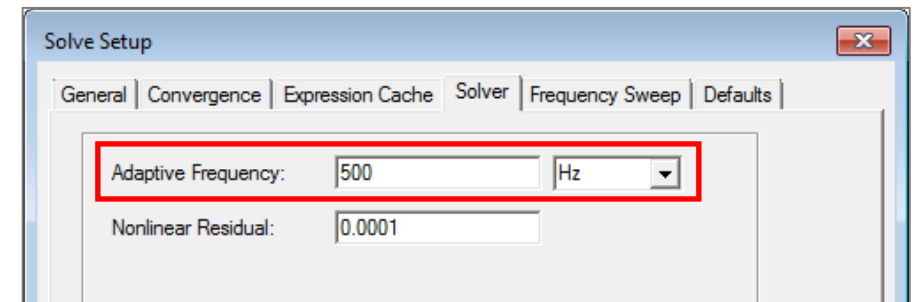 Solve Setup
General Convergence Expression Cache Solver Frequency Sweep Defaults
Adaptive Frequency: 500 Hz
Nonlinear Residual: 0.0001